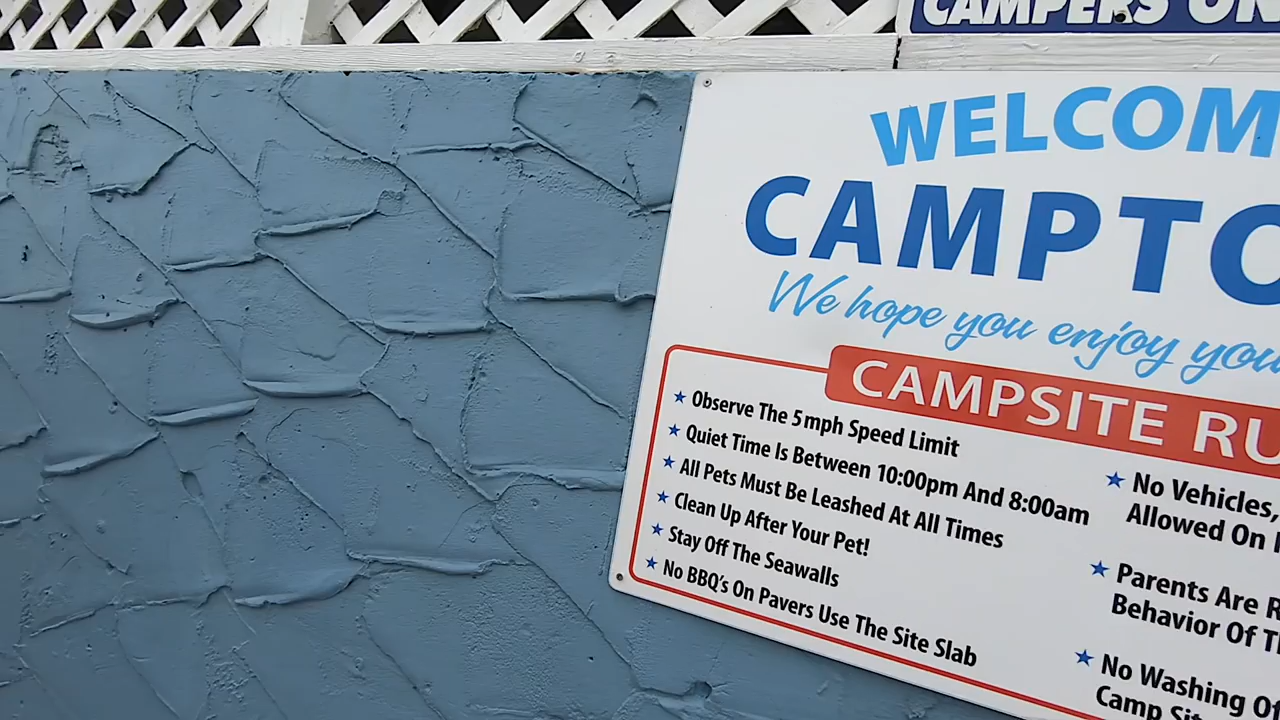 CAMPERS ON
WELCOM
CAMPTO
We hope you enjoy you
CAMPSITE RU
★ Observe The 5mph Speed Limit
★ Quiet Time Is Between 10:00pm And 8:00am
★ All Pets Must Be Leashed At All Times
★ Clean Up After Your Pet!
★ Stay Off The Seawalls
★ No BBQ's On Pavers Use The Site Slab
★ No Vehicles,
Allowed On
★ Parents Are R
Behavior Of Th
★ No Washing Of
Camp Sit